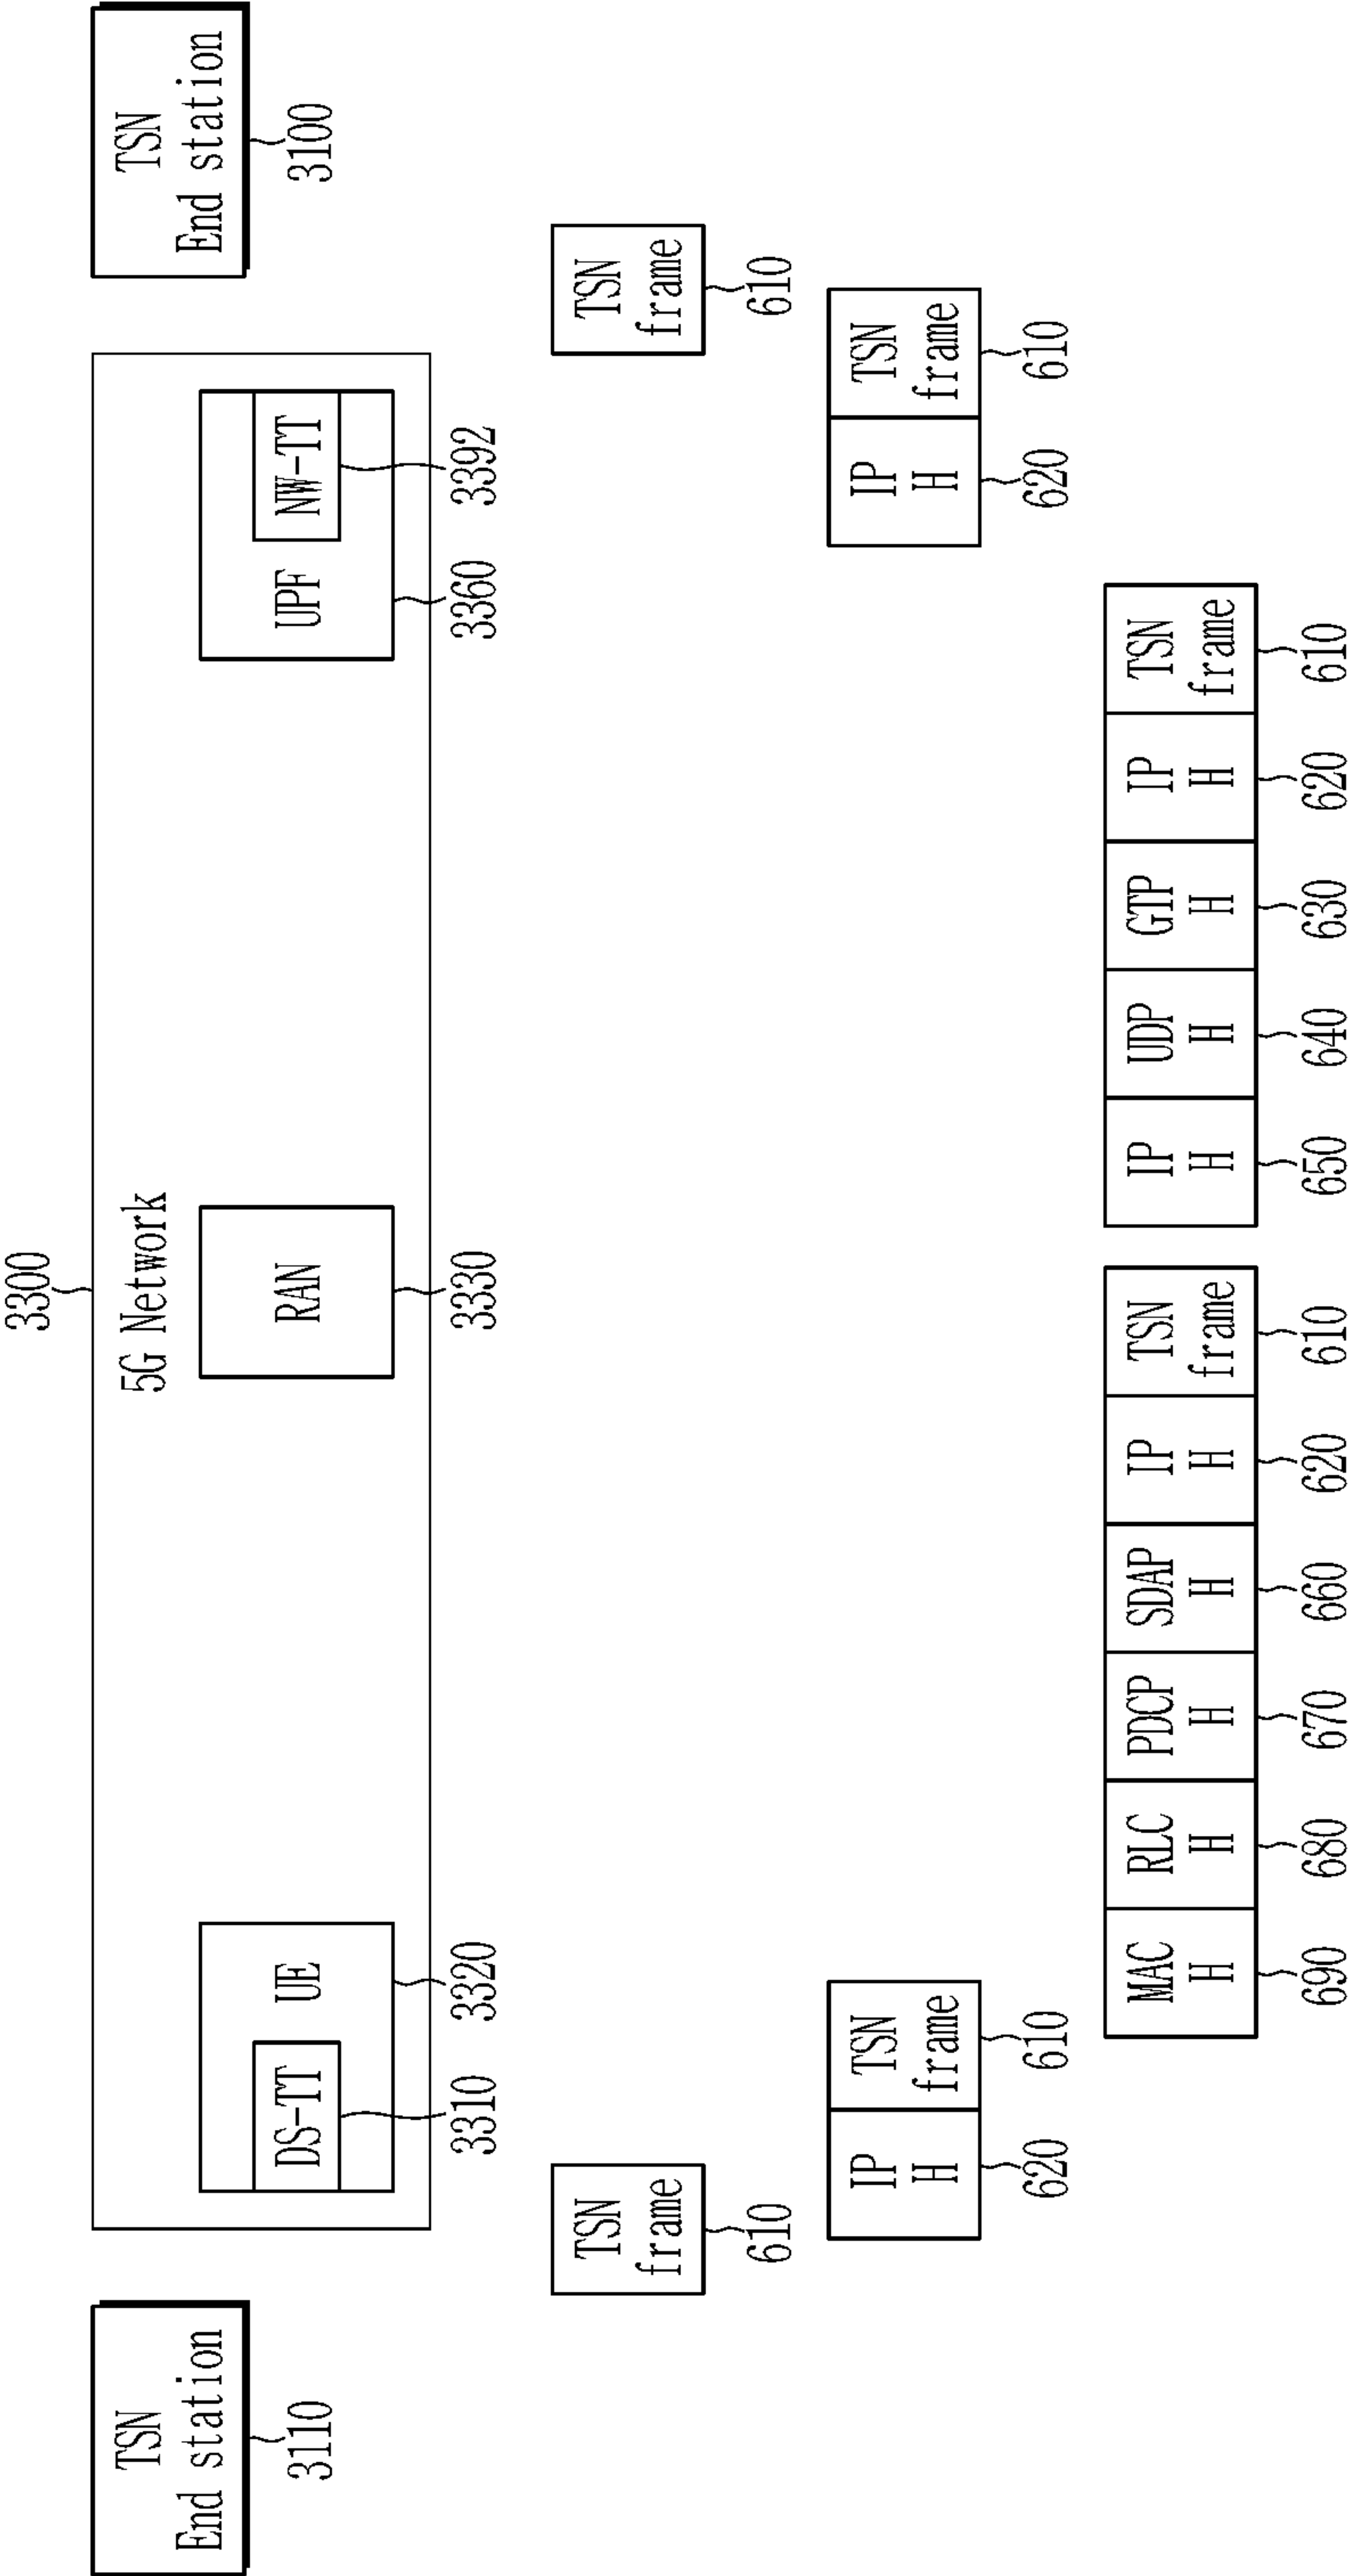 3300
TSN
End station
3110
5G Network
DS-TT
UE
3310
3320
RAN
3330
UPF
NW-TT
3360
3392
TSN
End station
3100
TSN
frame
610
TSN
frame
610
IP
H
TSN
frame
620
610
IP
H
TSN
frame
620
610
MAC
H
RLC
H
PDCP
H
SDAP
H
IP
H
TSN
frame
690
680
670
660
620
610
IP
H
UDP
H
GTP
H
IP
H
TSN
frame
650
640
630
620
610